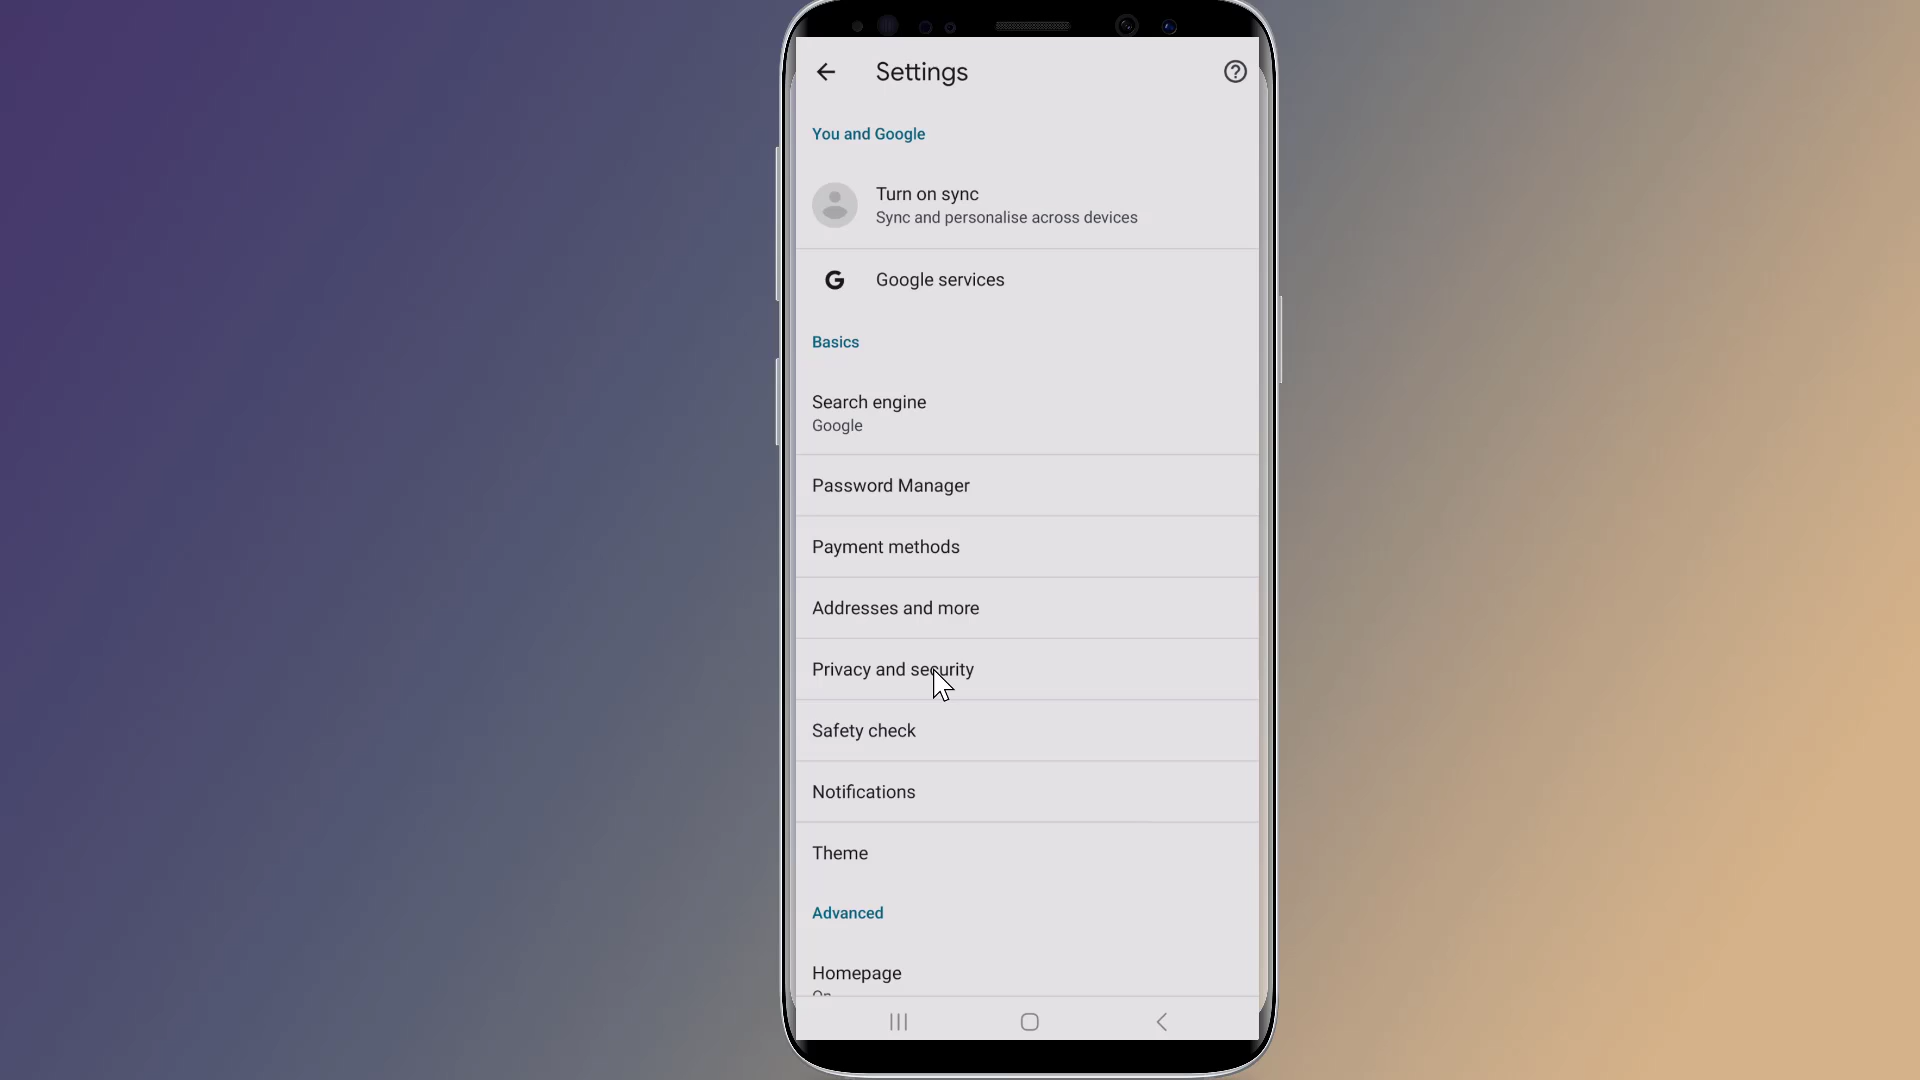 Settings
You and Google
Turn on sync
Sync and personalise across devices
G
Google services
Basics
Search engine
Google
Password Manager
Payment methods
Addresses and more
Privacy and security
Safety check
Notifications
Theme
Advanced
Homepage
On